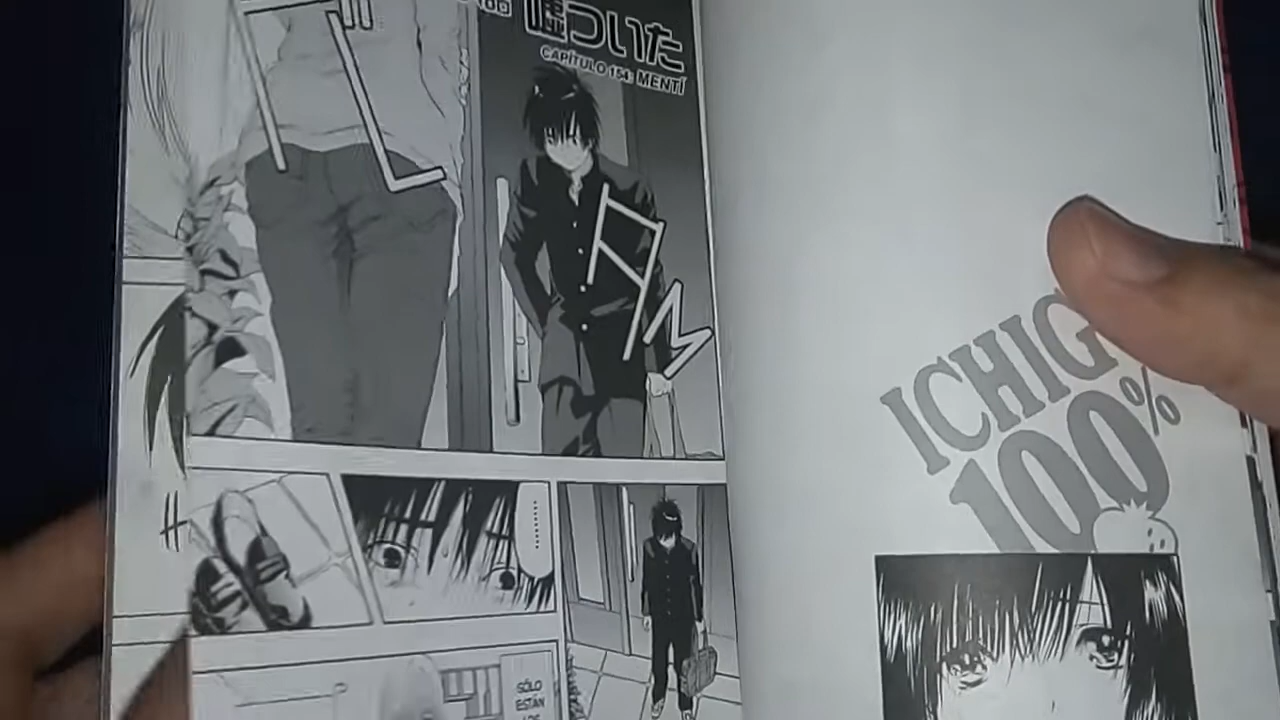 嘘ついた
CAPÍTULO 154: MENTÍ
SÓLO
ESTÁN
ICHIG
100%